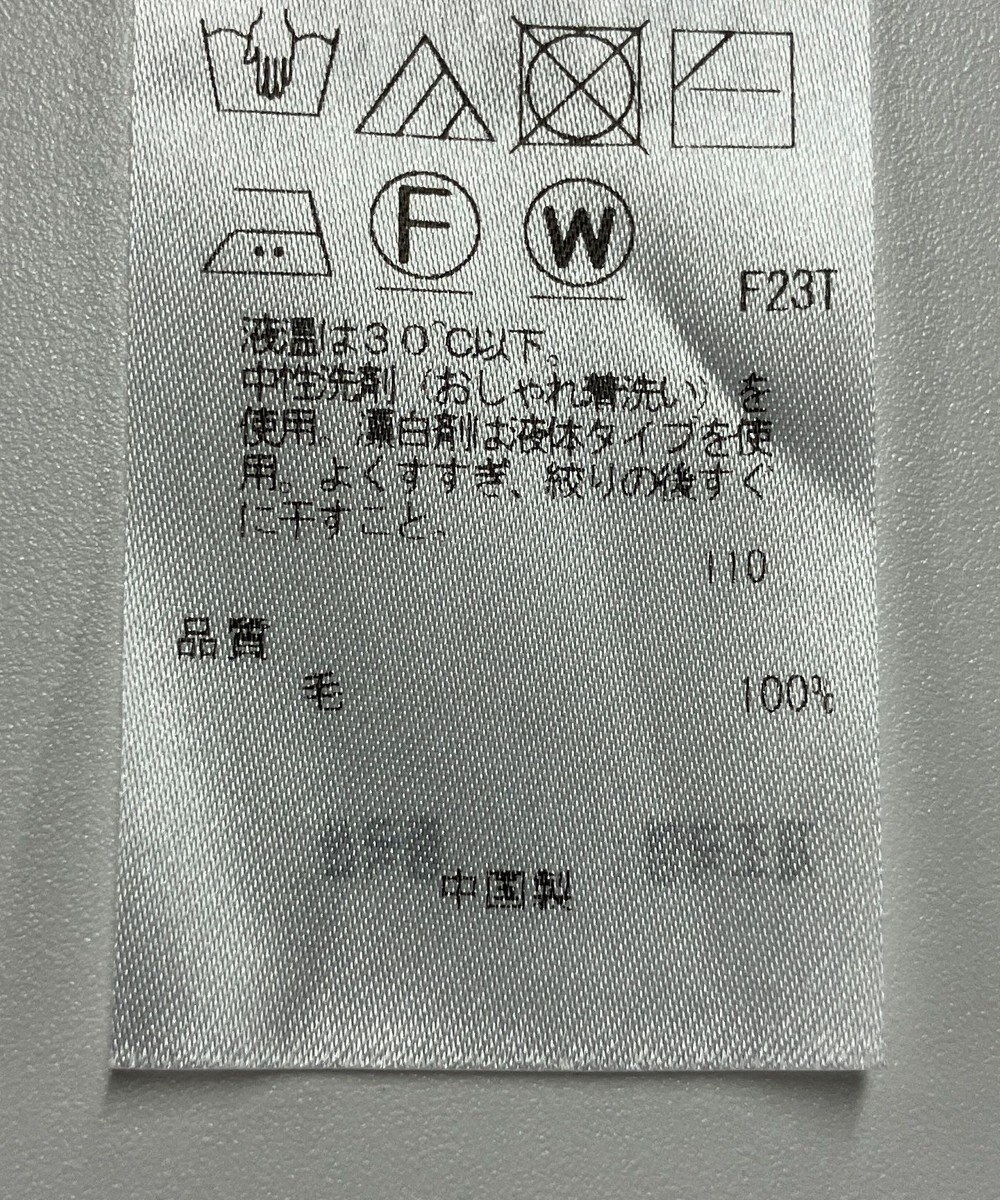 F
W
F23T
液温は30℃以下。
中性洗剤(おしゃれ着洗い)を
使用。漂白剤は液体タイプを使
用。よくすすぎ、絞りの後すぐ
に干すこと。
110
品質
毛 100%
中国製